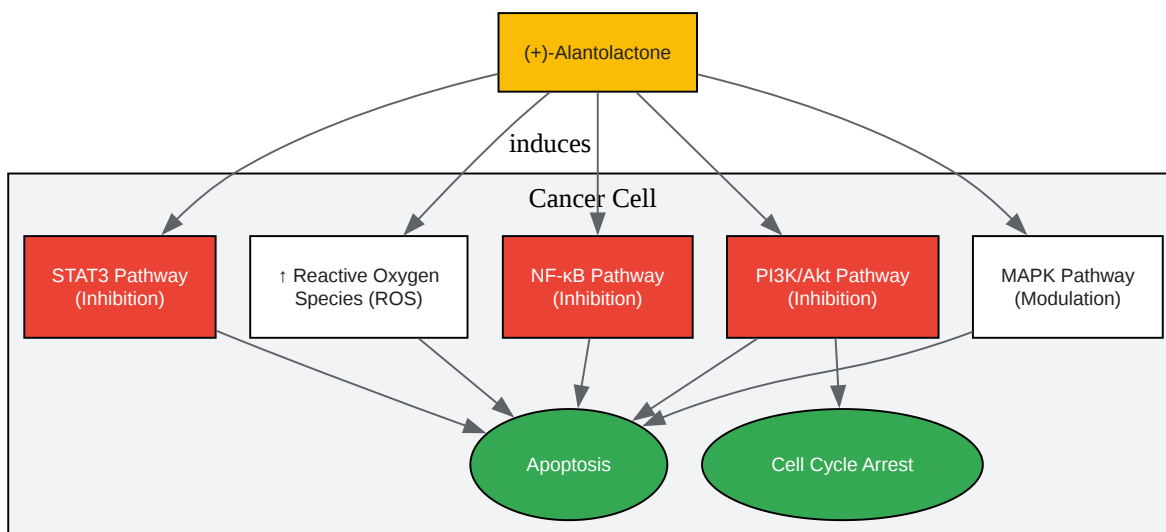 (+)-Alantolactone
induces
Cancer Cell
STAT3 Pathway
(Inhibition)
↑ Reactive Oxygen
Species (ROS)
NF-κB Pathway
(Inhibition)
PI3K/Akt Pathway
(Inhibition)
MAPK Pathway
(Modulation)
Apoptosis
Cell Cycle Arrest